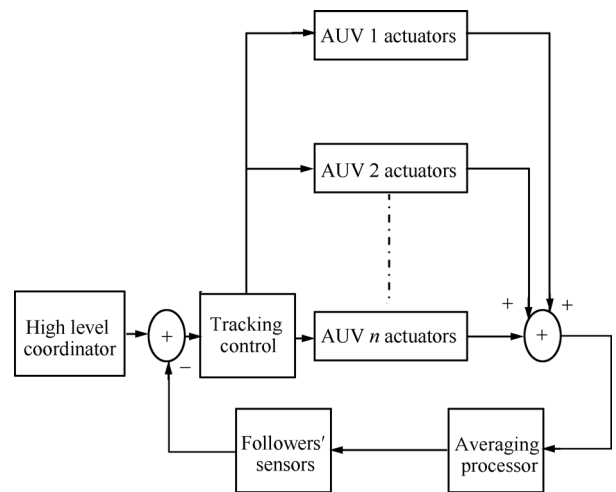 AUV 1 actuators
AUV 2 actuators
High level
coordinator
+
−
Tracking
control
AUV n actuators
+
+
+
Followers'
sensors
Averaging
processor